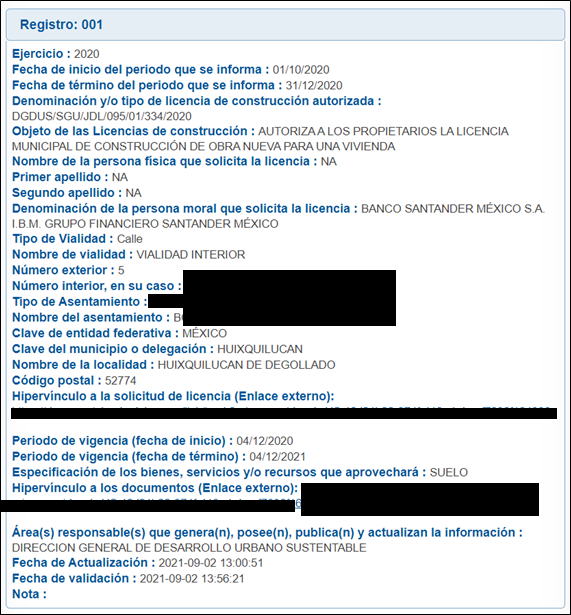 Registro: 001
Ejercicio : 2020
Fecha de inicio del periodo que se informa : 01/10/2020
Fecha de término del periodo que se informa : 31/12/2020
Denominación y/o tipo de licencia de construcción autorizada :
DGDUS/SGU/JDL/095/01/334/2020
Objeto de las Licencias de construcción : AUTORIZA A LOS PROPIETARIOS LA LICENCIA
MUNICIPAL DE CONSTRUCCIÓN DE OBRA NUEVA PARA UNA VIVIENDA
Nombre de la persona física que solicita la licencia : NA
Primer apellido : NA
Segundo apellido : NA
Denominación de la persona moral que solicita la licencia : BANCO SANTANDER MÉXICO S.A.
I.B.M. GRUPO FINANCIERO SANTANDER MÉXICO
Tipo de Vialidad : Calle
Nombre de vialidad : VIALIDAD INTERIOR
Número exterior : 5
Número interior, en su caso :
Tipo de Asentamiento :
Nombre del asentamiento :
Clave de entidad federativa : MÉXICO
Clave del municipio o delegación : HUIXQUILUCAN
Nombre de la localidad : HUIXQUILUCAN DE DEGOLLADO
Código postal : 52774
Hipervínculo a la solicitud de licencia (Enlace externo):
Periodo de vigencia (fecha de inicio) : 04/12/2020
Periodo de vigencia (fecha de término) : 04/12/2021
Especificación de los bienes, servicios y/o recursos que aprovechará : SUELO
Hipervínculo a los documentos (Enlace externo):
Área(s) responsable(s) que genera(n), posee(n), publica(n) y actualizan la información :
DIRECCION GENERAL DE DESARROLLO URBANO SUSTENTABLE
Fecha de Actualización : 2021-09-02 13:00:51
Fecha de validación : 2021-09-02 13:56:21
Nota :